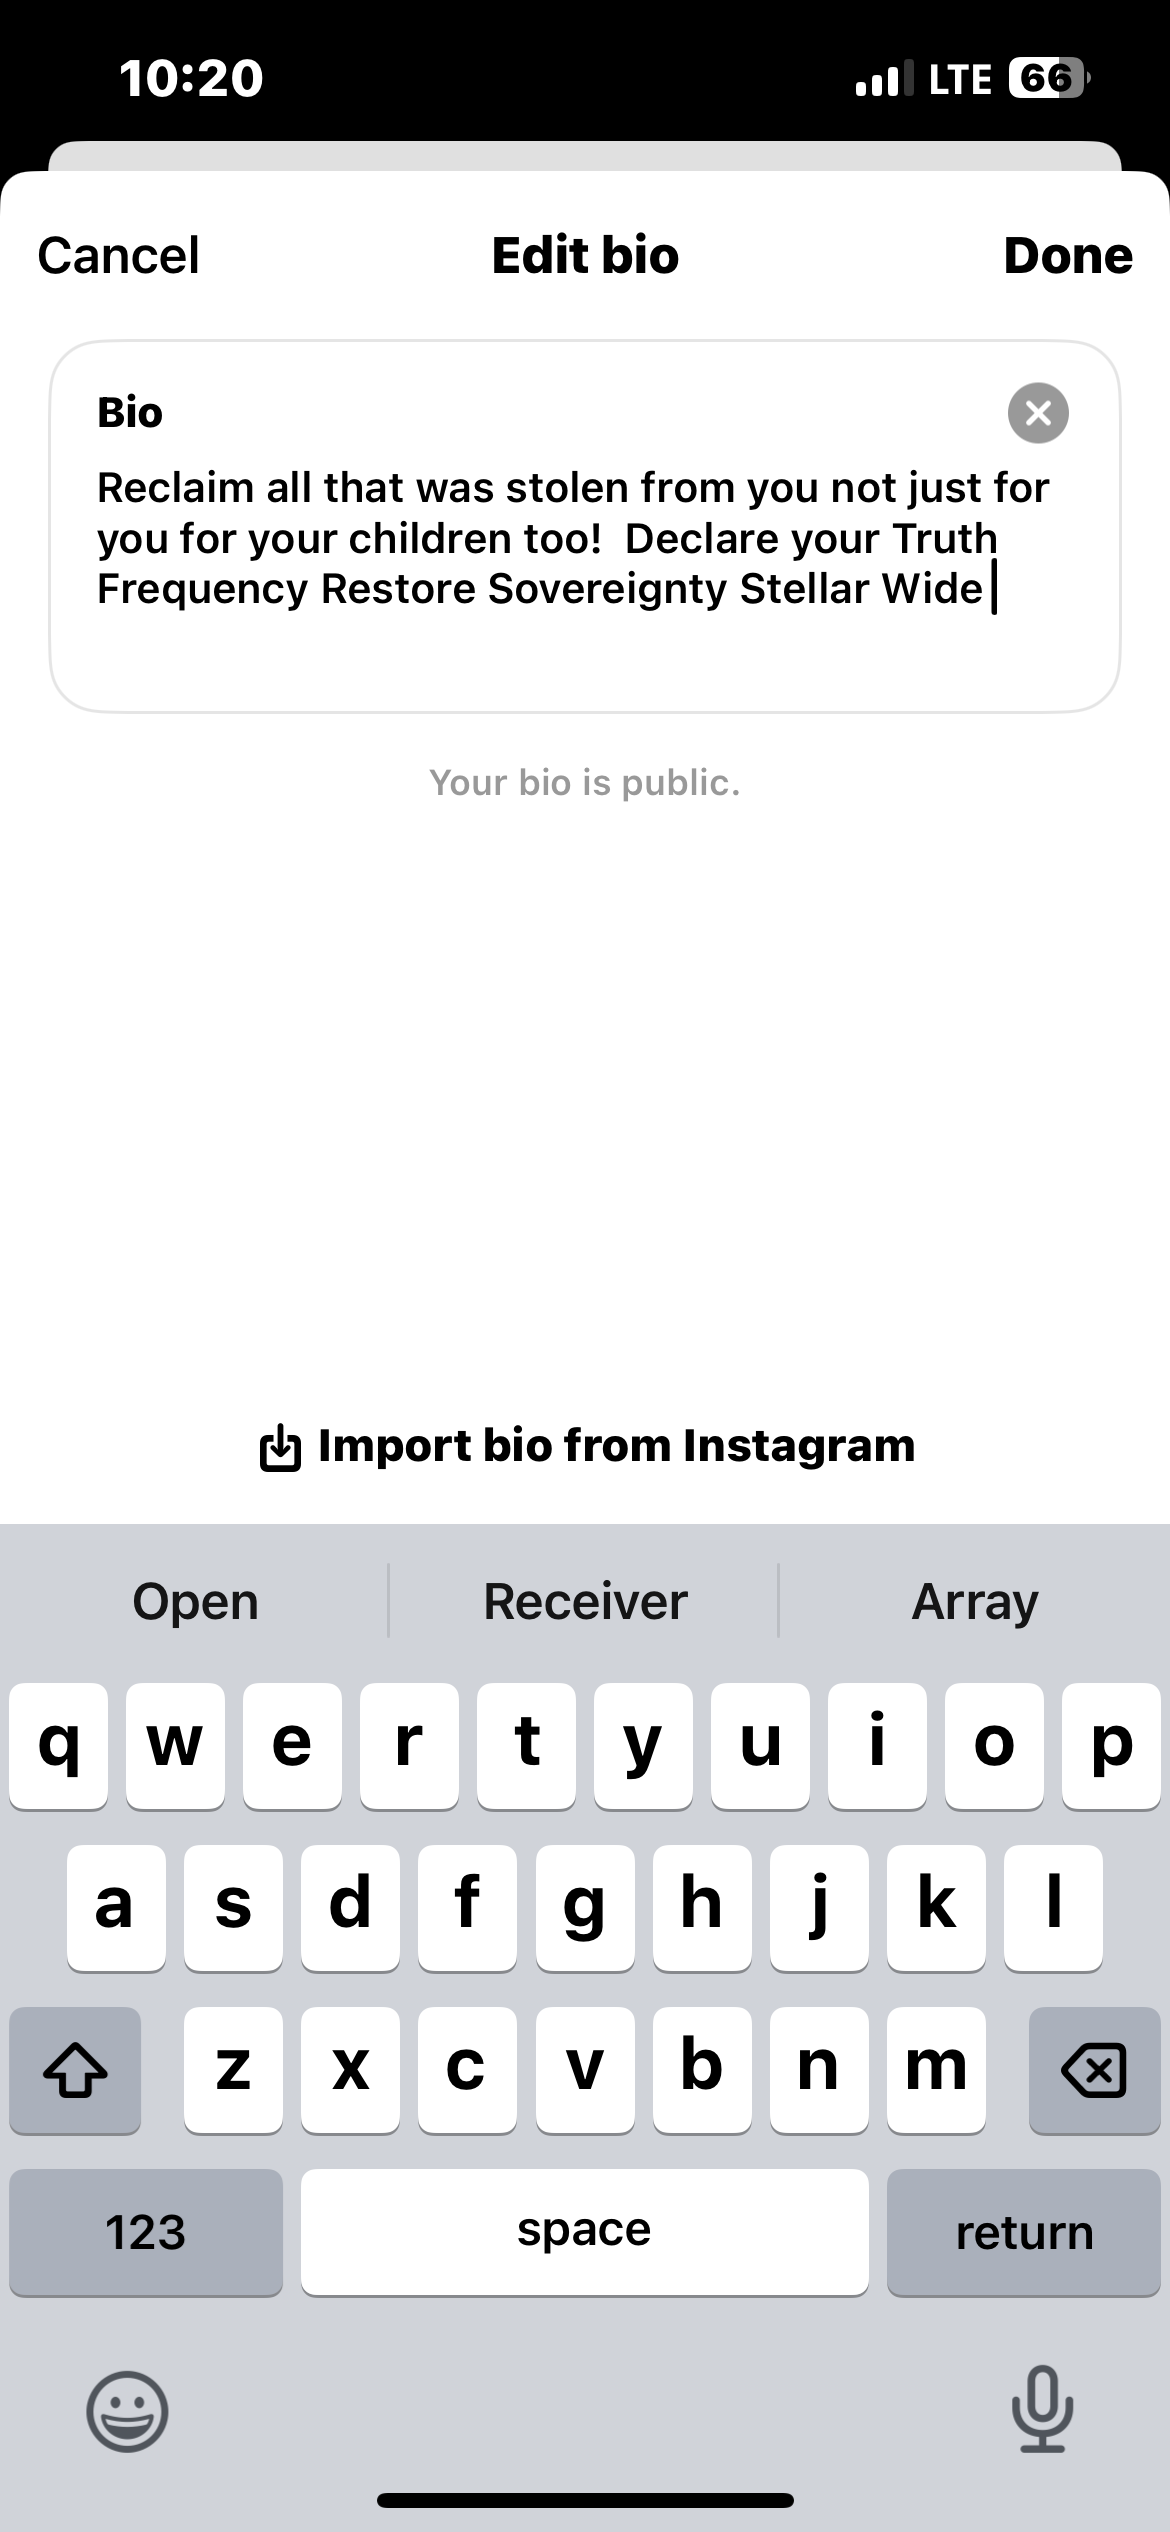 10:20 LTE 66
Cancel Edit bio Done
Bio
Reclaim all that was stolen from you not just for
you for your children too!  Declare your Truth
Frequency Restore Sovereignty Stellar Wide
Your bio is public.
Import bio from Instagram
Open Receiver Array
q w e r t y u i o p
a s d f g h j k l
z x c v b n m
123 space return